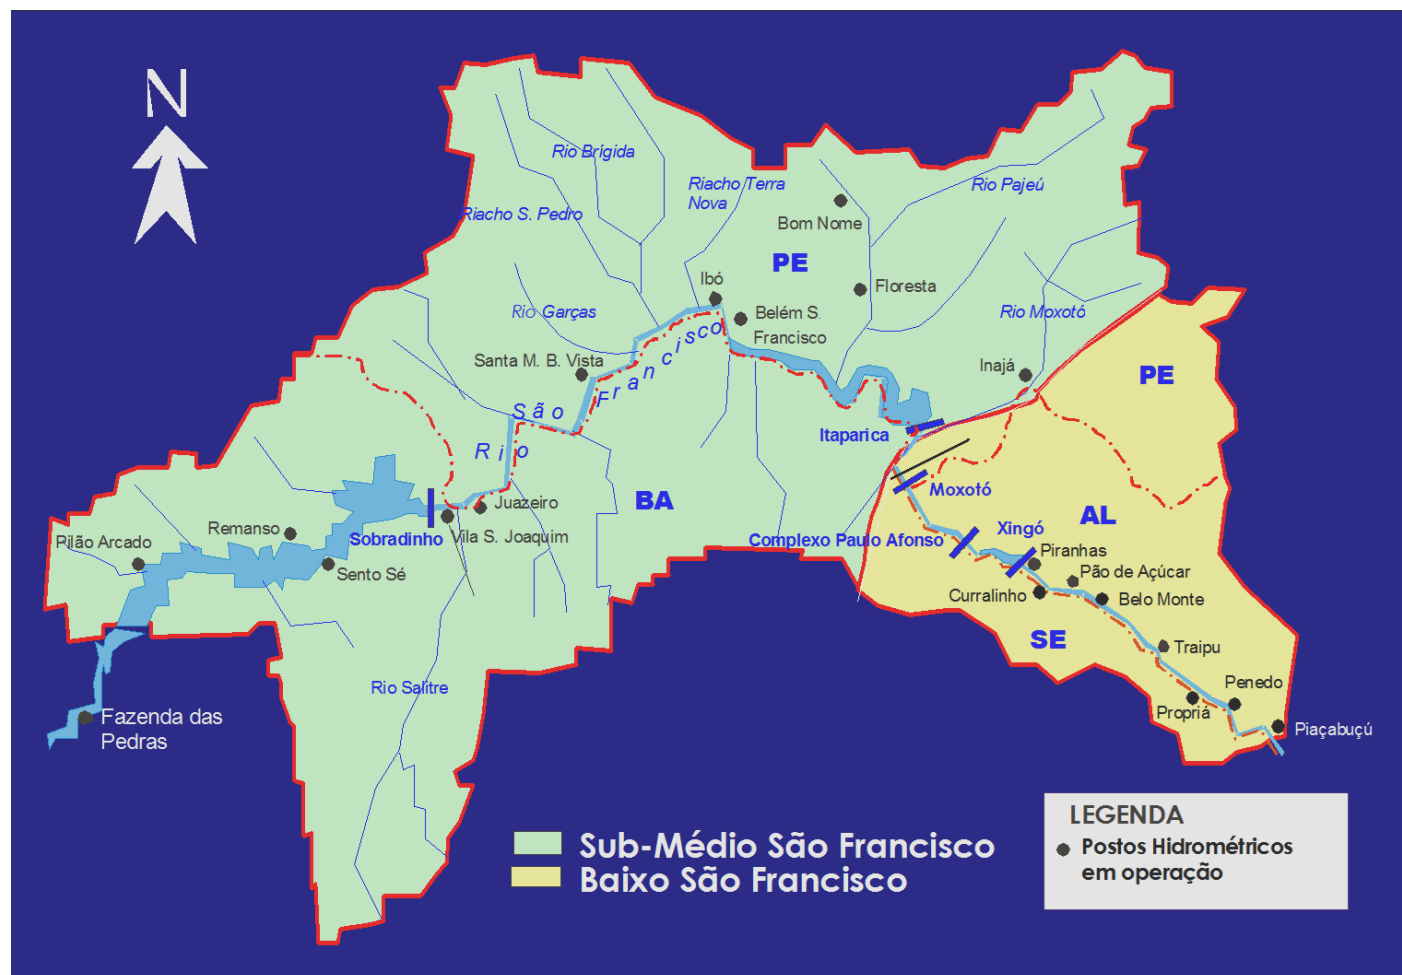 N
Rio Brígida
Riacho Terra
Nova
Rio Pajeú
Riacho S. Pedro
Bom Nome
PE
Ibó
Floresta
Rio Garças
Belém S.
Francisco
Rio Moxotó
Santa M. B. Vista
Inajá
PE
Rio São Francisco
Itaparica
BA
Moxotó
Juazeiro
AL
Remanso
Sobradinho
Vila S. Joaquim
Complexo Paulo Afonso
Xingó
Pilão Arcado
Piranhas
Sento Sé
Pão de Açúcar
Curralinho
Belo Monte
SE
Traipu
Rio Salitre
Penedo
Propriá
Fazenda das
Pedras
Piaçabuçú
LEGENDA
Postos Hidrométricos
em operação
Sub-Médio São Francisco
Baixo São Francisco